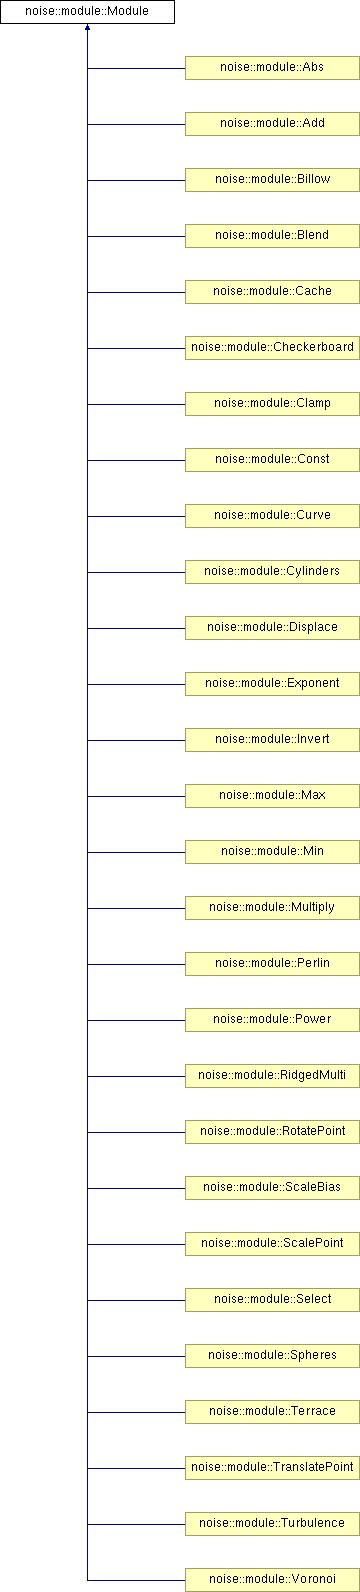 noise::module::Module
noise::module::Abs
noise::module::Add
noise::module::Billow
noise::module::Blend
noise::module::Cache
noise::module::Checkerboard
noise::module::Clamp
noise::module::Const
noise::module::Curve
noise::module::Cylinders
noise::module::Displace
noise::module::Exponent
noise::module::Invert
noise::module::Max
noise::module::Min
noise::module::Multiply
noise::module::Perlin
noise::module::Power
noise::module::RidgedMulti
noise::module::RotatePoint
noise::module::ScaleBias
noise::module::ScalePoint
noise::module::Select
noise::module::Spheres
noise::module::Terrace
noise::module::TranslatePoint
noise::module::Turbulence
noise::module::Voronoi